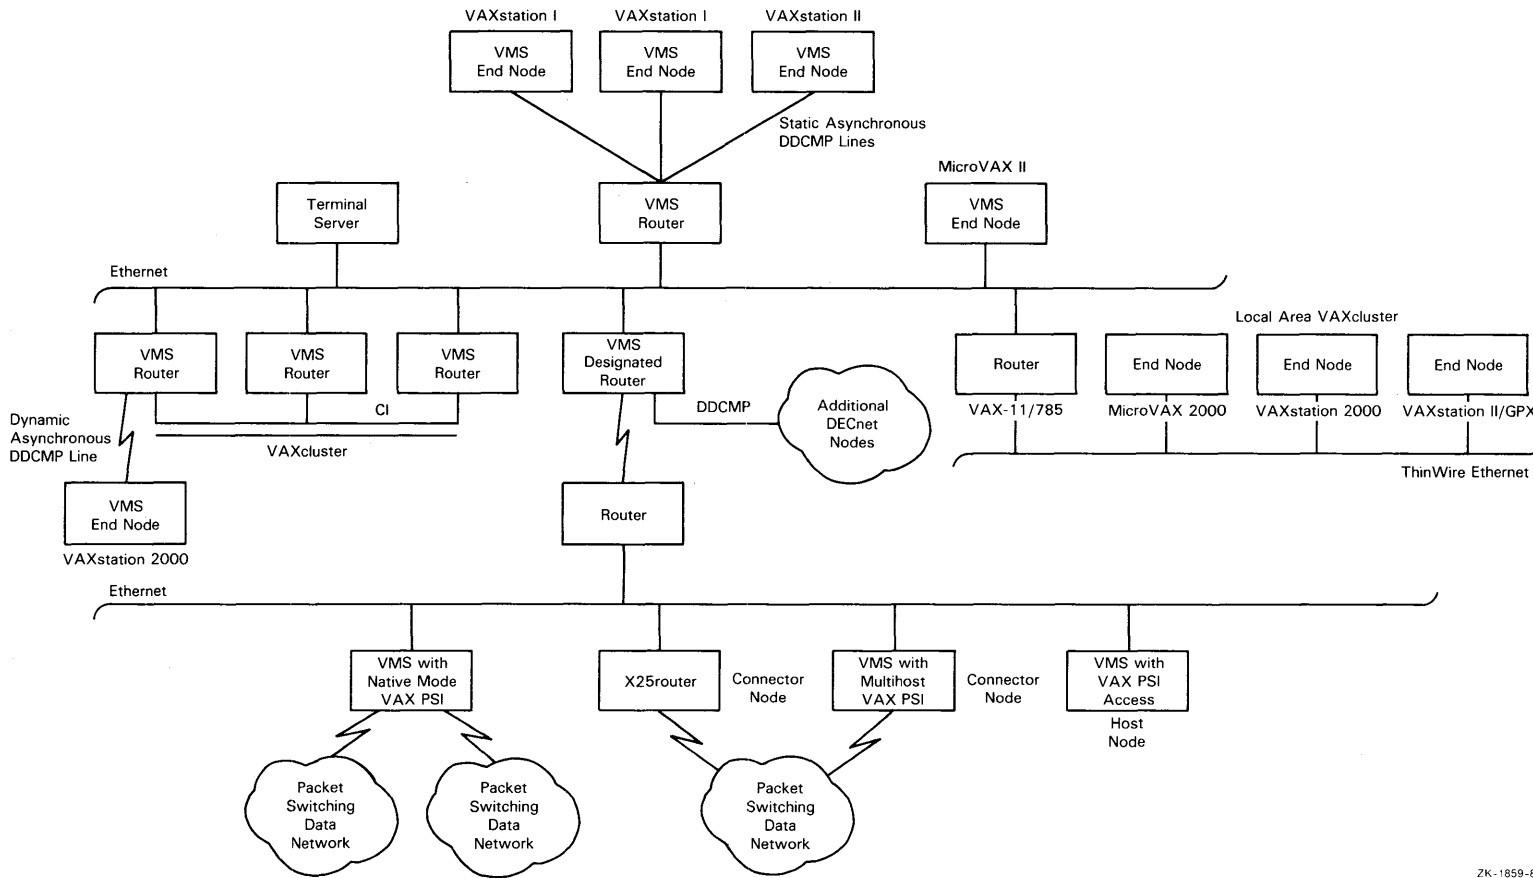 VAXstation I
VAXstation I
VAXstation II
VMS
End Node
VMS
End Node
VMS
End Node
Static Asynchronous
DDCMP Lines
MicroVAX II
Terminal
Server
VMS
Router
VMS
End Node
Ethernet
Local Area VAXcluster
VMS
Router
VMS
Router
VMS
Router
VMS
Designated
Router
Router
End Node
End Node
End Node
CI
DDCMP
Additional
DECnet
Nodes
VAX-11/785
MicroVAX 2000
VAXstation 2000
VAXstation II/GPX
Dynamic
Asynchronous
DDCMP Line
VAXcluster
ThinWire Ethernet
VMS
End Node
Router
VAXstation 2000
Ethernet
VMS with
Native Mode
VAX PSI
X25router
Connector
Node
VMS with
Multihost
VAX PSI
Connector
Node
VMS with
VAX PSI
Access
Host
Node
Packet
Switching
Data
Network
Packet
Switching
Data
Network
Packet
Switching
Data
Network